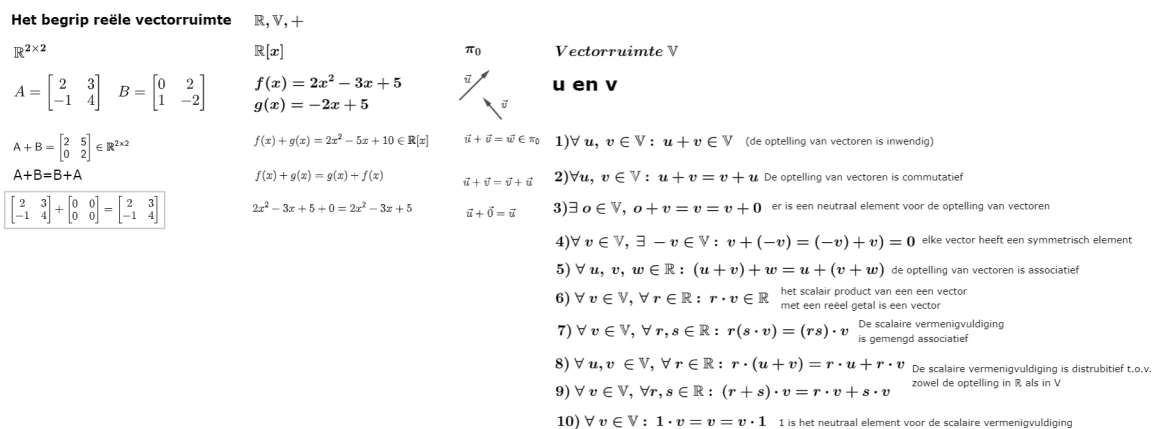 Het begrip reële vectorruimte ℝ, 𝕍, +
ℝ^{2×2} ℝ[x] π₀ Vectorruimte 𝕍
A = [2 3; −1 4] B = [0 2; 1 −2]
f(x) = 2x² − 3x + 5
g(x) = −2x + 5
u⃗
v⃗
u en v
A + B = [2 5; 0 2] ∈ ℝ^{2×2}
f(x) + g(x) = 2x² − 5x + 10 ∈ ℝ[x]
u⃗ + v⃗ = w⃗ ∈ π₀
1)∀ u, v ∈ 𝕍 : u + v ∈ 𝕍 (de optelling van vectoren is inwendig)
A+B=B+A
f(x) + g(x) = g(x) + f(x)
u⃗ + v⃗ = v⃗ + u⃗
2)∀u, v ∈ 𝕍 : u + v = v + u De optelling van vectoren is commutatief
[2 3; −1 4] + [0 0; 0 0] = [2 3; −1 4]
2x² − 3x + 5 + 0 = 2x² − 3x + 5
u⃗ + 0⃗ = u⃗
3)∃ o ∈ 𝕍, o + v = v = v + 0 er is een neutraal element voor de optelling van vectoren
4)∀ v ∈ 𝕍, ∃ − v ∈ 𝕍 : v + (−v) = (−v) + v) = 0 elke vector heeft een symmetrisch element
5) ∀ u, v, w ∈ ℝ : (u + v) + w = u + (v + w) de optelling van vectoren is associatief
6) ∀ v ∈ 𝕍, ∀ r ∈ ℝ : r · v ∈ ℝ het scalair product van een een vector
met een reëel getal is een vector
7) ∀ v ∈ 𝕍, ∀ r, s ∈ ℝ : r(s · v) = (rs) · v De scalaire vermenigvuldiging
is gemengd associatief
8) ∀ u, v ∈ 𝕍, ∀ r ∈ ℝ : r · (u + v) = r · u + r · v De scalaire vermenigvuldiging is distrubitief t.o.v.
zowel de optelling in ℝ als in V
9) ∀ v ∈ 𝕍, ∀r, s ∈ ℝ : (r + s) · v = r · v + s · v
10) ∀ v ∈ 𝕍 : 1 · v = v = v · 1 1 is het neutraal element voor de scalaire vermenigvuldiging